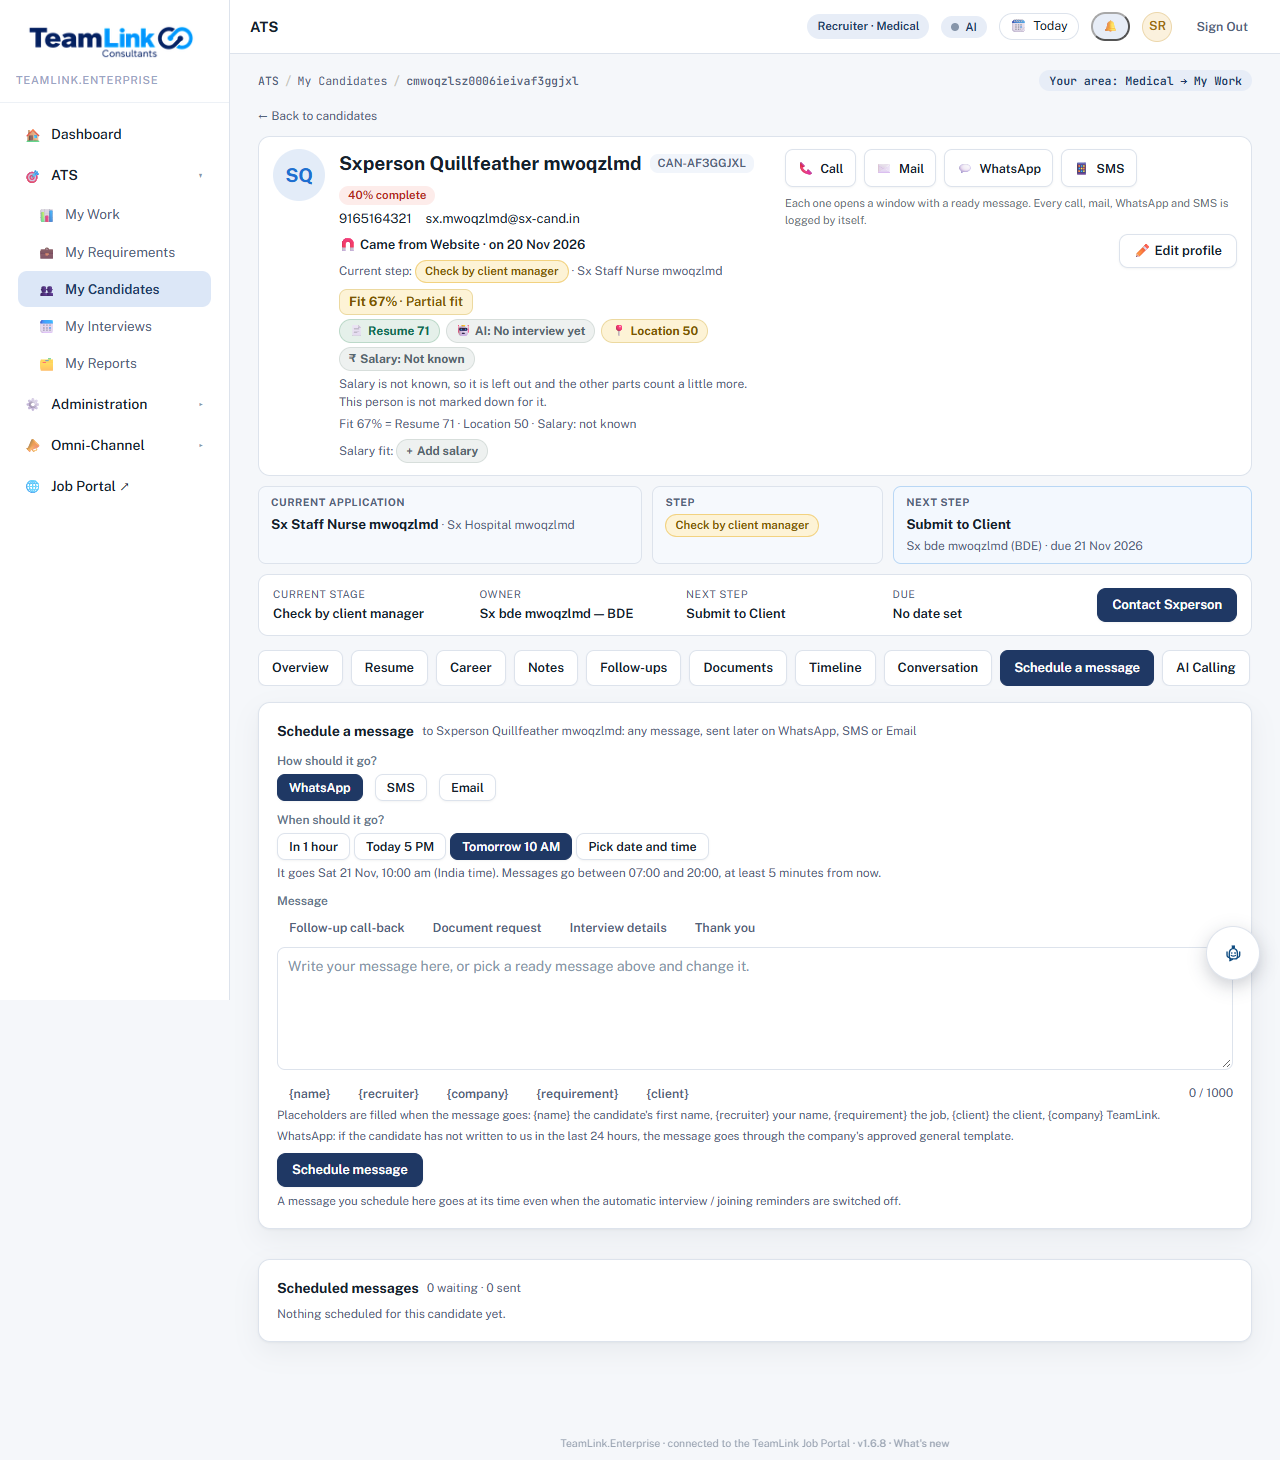 TeamLink
Consultants
TEAMLINK.ENTERPRISE
Dashboard
ATS
My Work
My Requirements
My Candidates
My Interviews
My Reports
Administration
Omni-Channel
Job Portal ↗
ATS
Recruiter · Medical
AI
Today
SR
Sign Out
ATS / My Candidates / cmwoqzlsz0006ieivaf3ggjxl
Your area: Medical → My Work
← Back to candidates
SQ
Sxperson Quillfeather mwoqzlmd
CAN-AF3GGJXL
40% complete
9165164321 sx.mwoqzlmd@sx-cand.in
Came from Website · on 20 Nov 2026
Current step: Check by client manager · Sx Staff Nurse mwoqzlmd
Fit 67% · Partial fit
Resume 71
AI: No interview yet
Location 50
₹ Salary: Not known
Salary is not known, so it is left out and the other parts count a little more.
This person is not marked down for it.
Fit 67% = Resume 71 · Location 50 · Salary: not known
Salary fit: + Add salary
Call
Mail
WhatsApp
SMS
Each one opens a window with a ready message. Every call, mail, WhatsApp and SMS is
logged by itself.
Edit profile
CURRENT APPLICATION
Sx Staff Nurse mwoqzlmd · Sx Hospital mwoqzlmd
STEP
Check by client manager
NEXT STEP
Submit to Client
Sx bde mwoqzlmd (BDE) · due 21 Nov 2026
CURRENT STAGE
Check by client manager
OWNER
Sx bde mwoqzlmd — BDE
NEXT STEP
Submit to Client
DUE
No date set
Contact Sxperson
Overview
Resume
Career
Notes
Follow-ups
Documents
Timeline
Conversation
Schedule a message
AI Calling
Schedule a message to Sxperson Quillfeather mwoqzlmd: any message, sent later on WhatsApp, SMS or Email
How should it go?
WhatsApp
SMS
Email
When should it go?
In 1 hour
Today 5 PM
Tomorrow 10 AM
Pick date and time
It goes Sat 21 Nov, 10:00 am (India time). Messages go between 07:00 and 20:00, at least 5 minutes from now.
Message
Follow-up call-back
Document request
Interview details
Thank you
Write your message here, or pick a ready message above and change it.
{name}
{recruiter}
{company}
{requirement}
{client}
0 / 1000
Placeholders are filled when the message goes: {name} the candidate's first name, {recruiter} your name, {requirement} the job, {client} the client, {company} TeamLink.
WhatsApp: if the candidate has not written to us in the last 24 hours, the message goes through the company's approved general template.
Schedule message
A message you schedule here goes at its time even when the automatic interview / joining reminders are switched off.
Scheduled messages 0 waiting · 0 sent
Nothing scheduled for this candidate yet.
TeamLink.Enterprise · connected to the TeamLink Job Portal · v1.6.8 · What's new